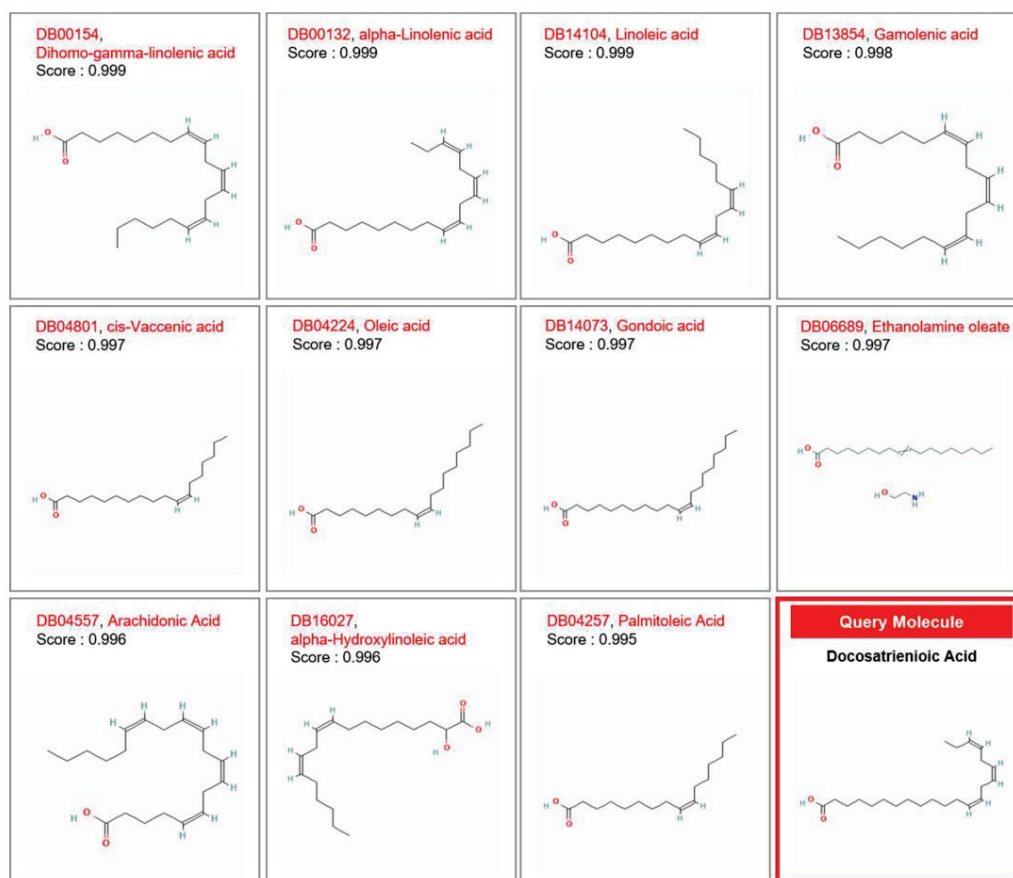 DB00154,
Dihomo-gamma-linolenic acid
Score : 0.999
DB00132, alpha-Linolenic acid
Score : 0.999
DB14104, Linoleic acid
Score : 0.999
DB13854, Gamolenic acid
Score : 0.998
H O
O
H
H
H
H
H
H
H
H
H
H
H
H
H O
O
H
H
H
H
H O
O
H O
O
H
H
H
H
H
H
DB04801, cis-Vaccenic acid
Score : 0.997
DB04224, Oleic acid
Score : 0.997
DB14073, Gondoic acid
Score : 0.997
DB06689, Ethanolamine oleate
Score : 0.997
H O
O
H
H
H O
O
H
H
H O
O
H
H
H O
O
H O
N H
H
DB04557, Arachidonic Acid
Score : 0.996
DB16027,
alpha-Hydroxylinoleic acid
Score : 0.996
DB04257, Palmitoleic Acid
Score : 0.995
Query Molecule
Docosatrienioic Acid
H H H H
H
H
H O
O
H
H
H H
H
H
O
O H
O
H
H O
O
H
H
H
H
H
H
H
H
H O
O